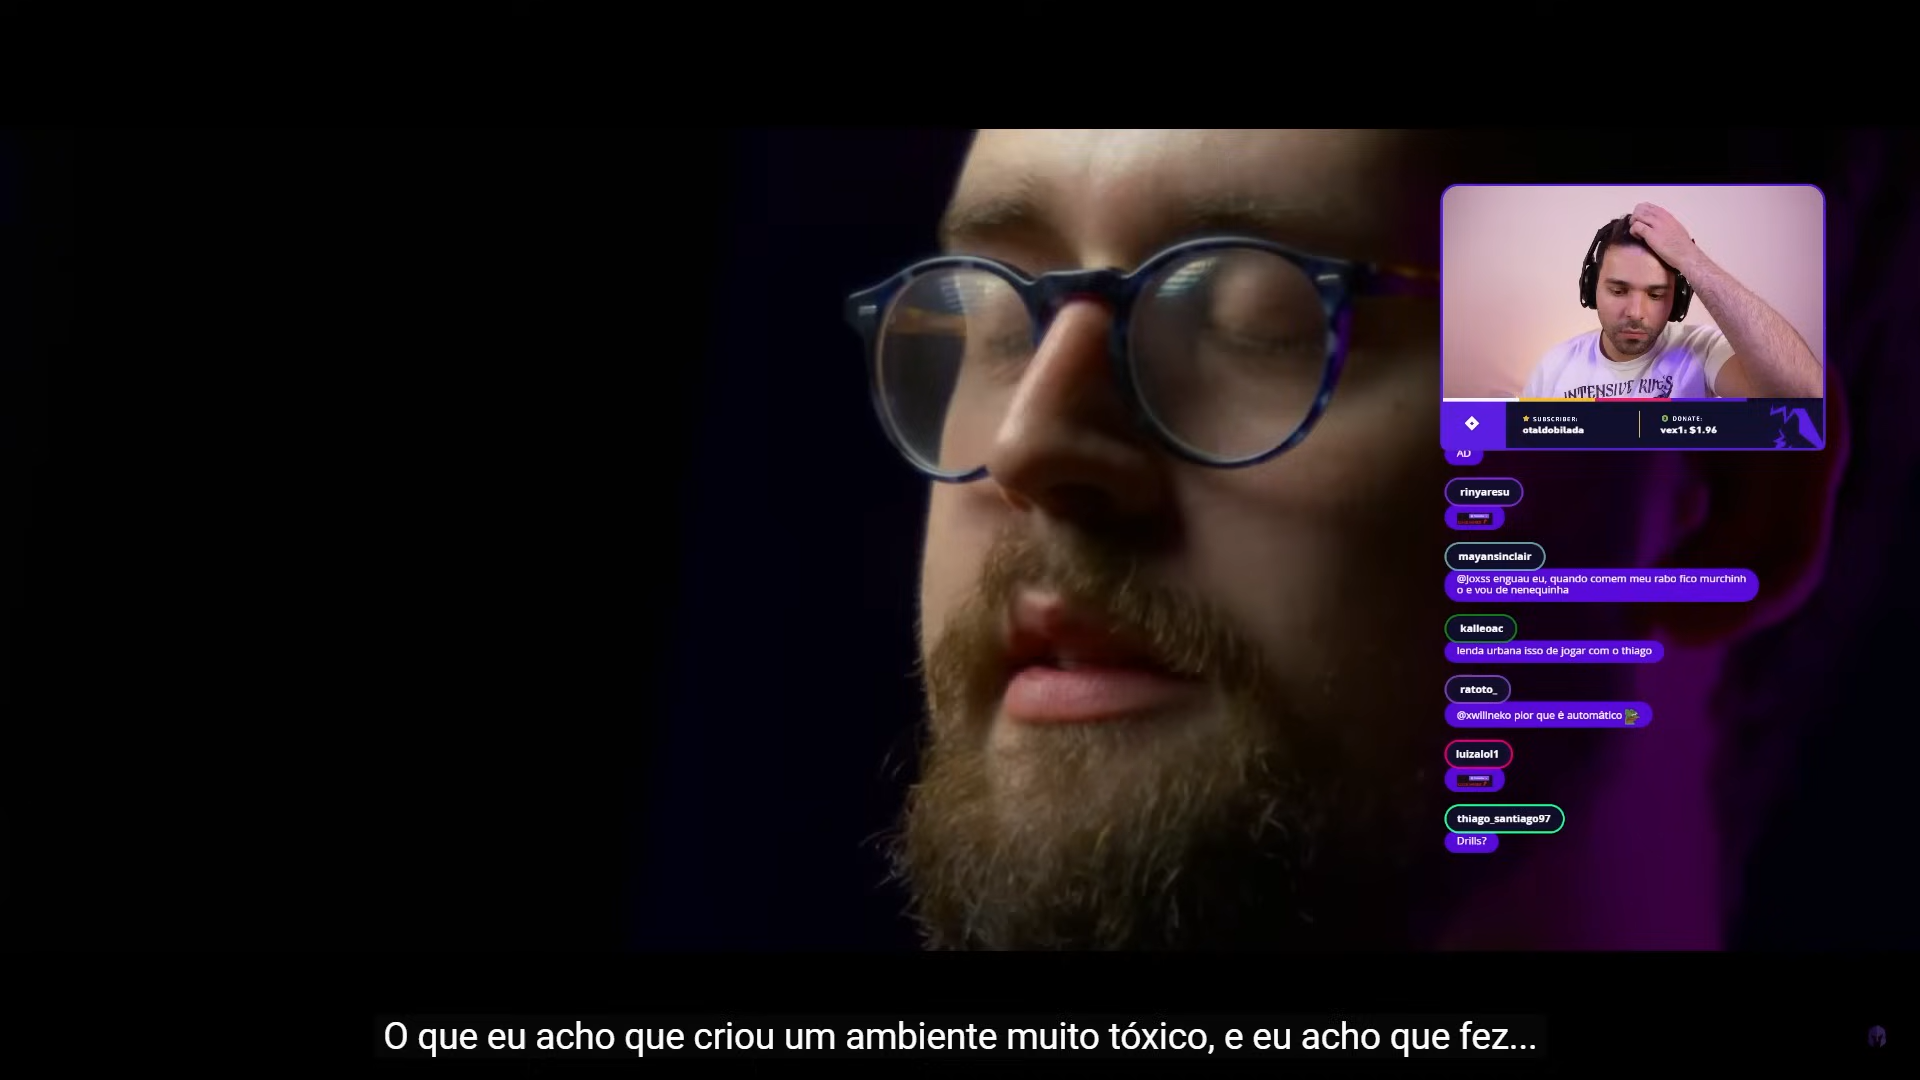 INTENSIVE
SUBSCRIBER:
otaldobilada
DONATE:
vex1: $1.96
AD
rinyaresu
mayansinclair
@Joxss enguau eu, quando comem meu rabo fico murchinh
o e vou de nenequinha
kalleoac
lenda urbana isso de jogar com o thiago
ratoto_
@xwillneko pior que é automático
luizalol1
thiago_santiago97
Drills?
O que eu acho que criou um ambiente muito tóxico, e eu acho que fez...